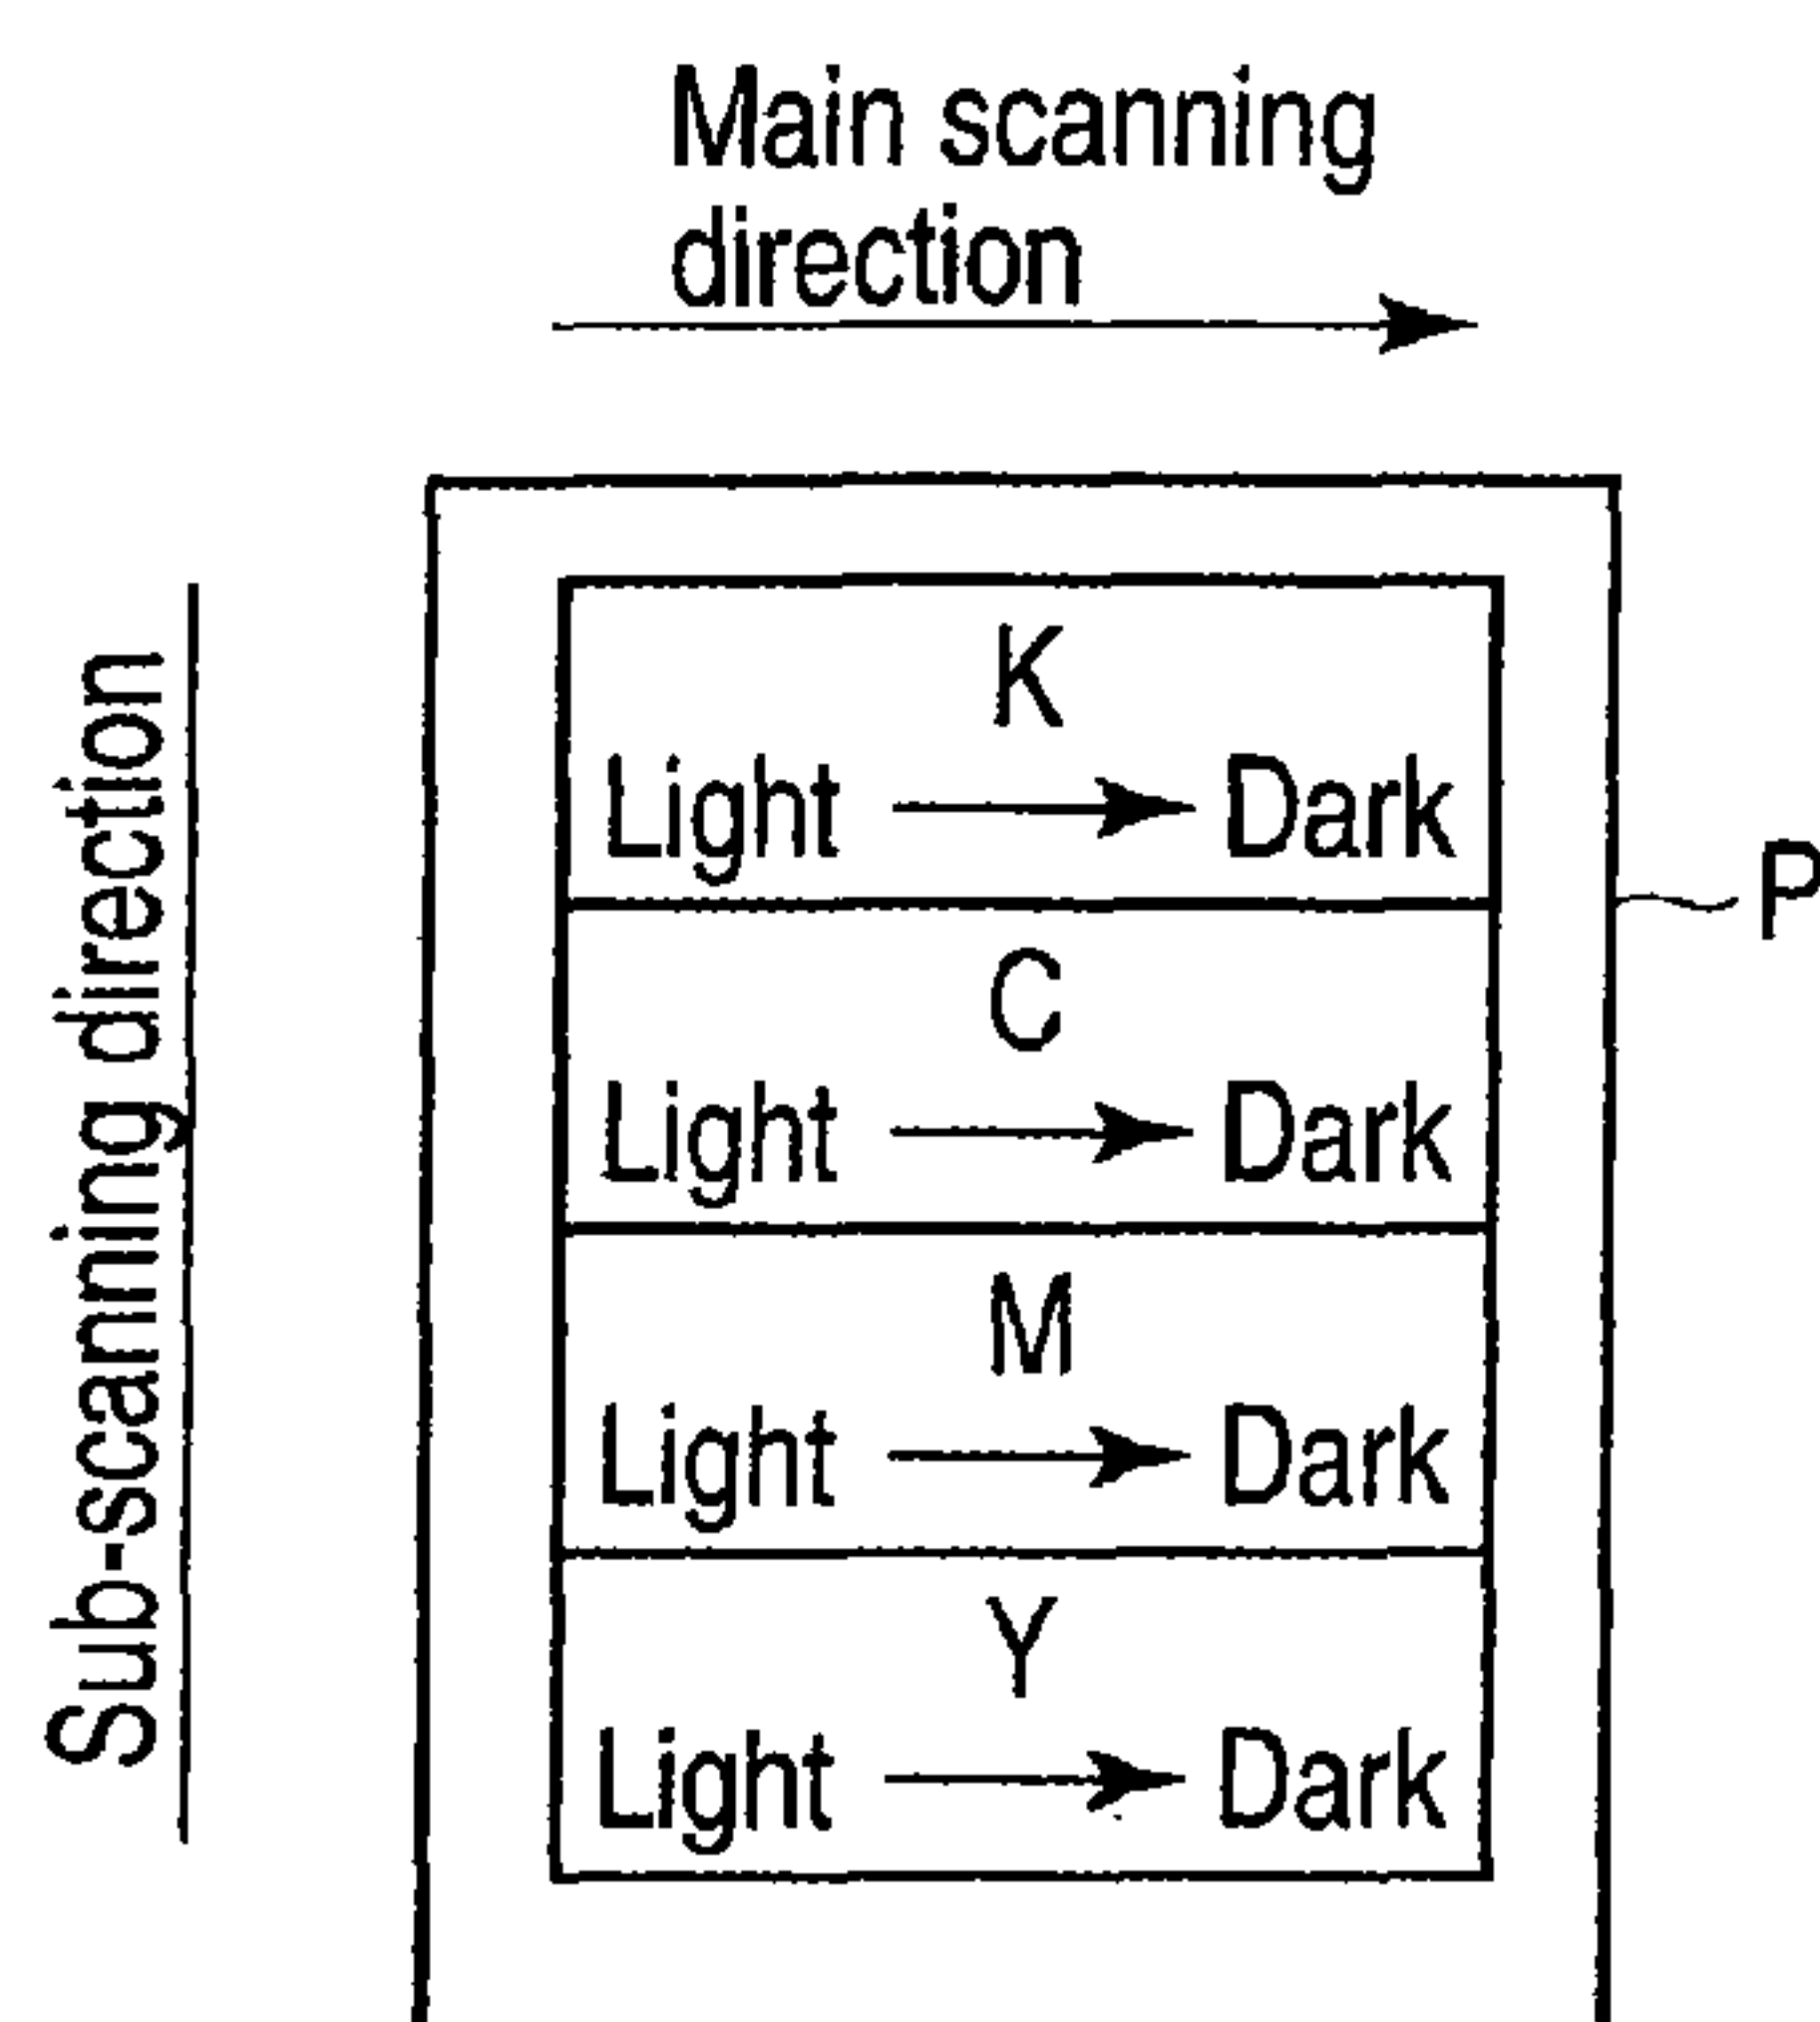 Main scanning
direction
Sub-scanning direction
K
Light Dark
P
C
Light Dark
M
Light Dark
Y
Light Dark